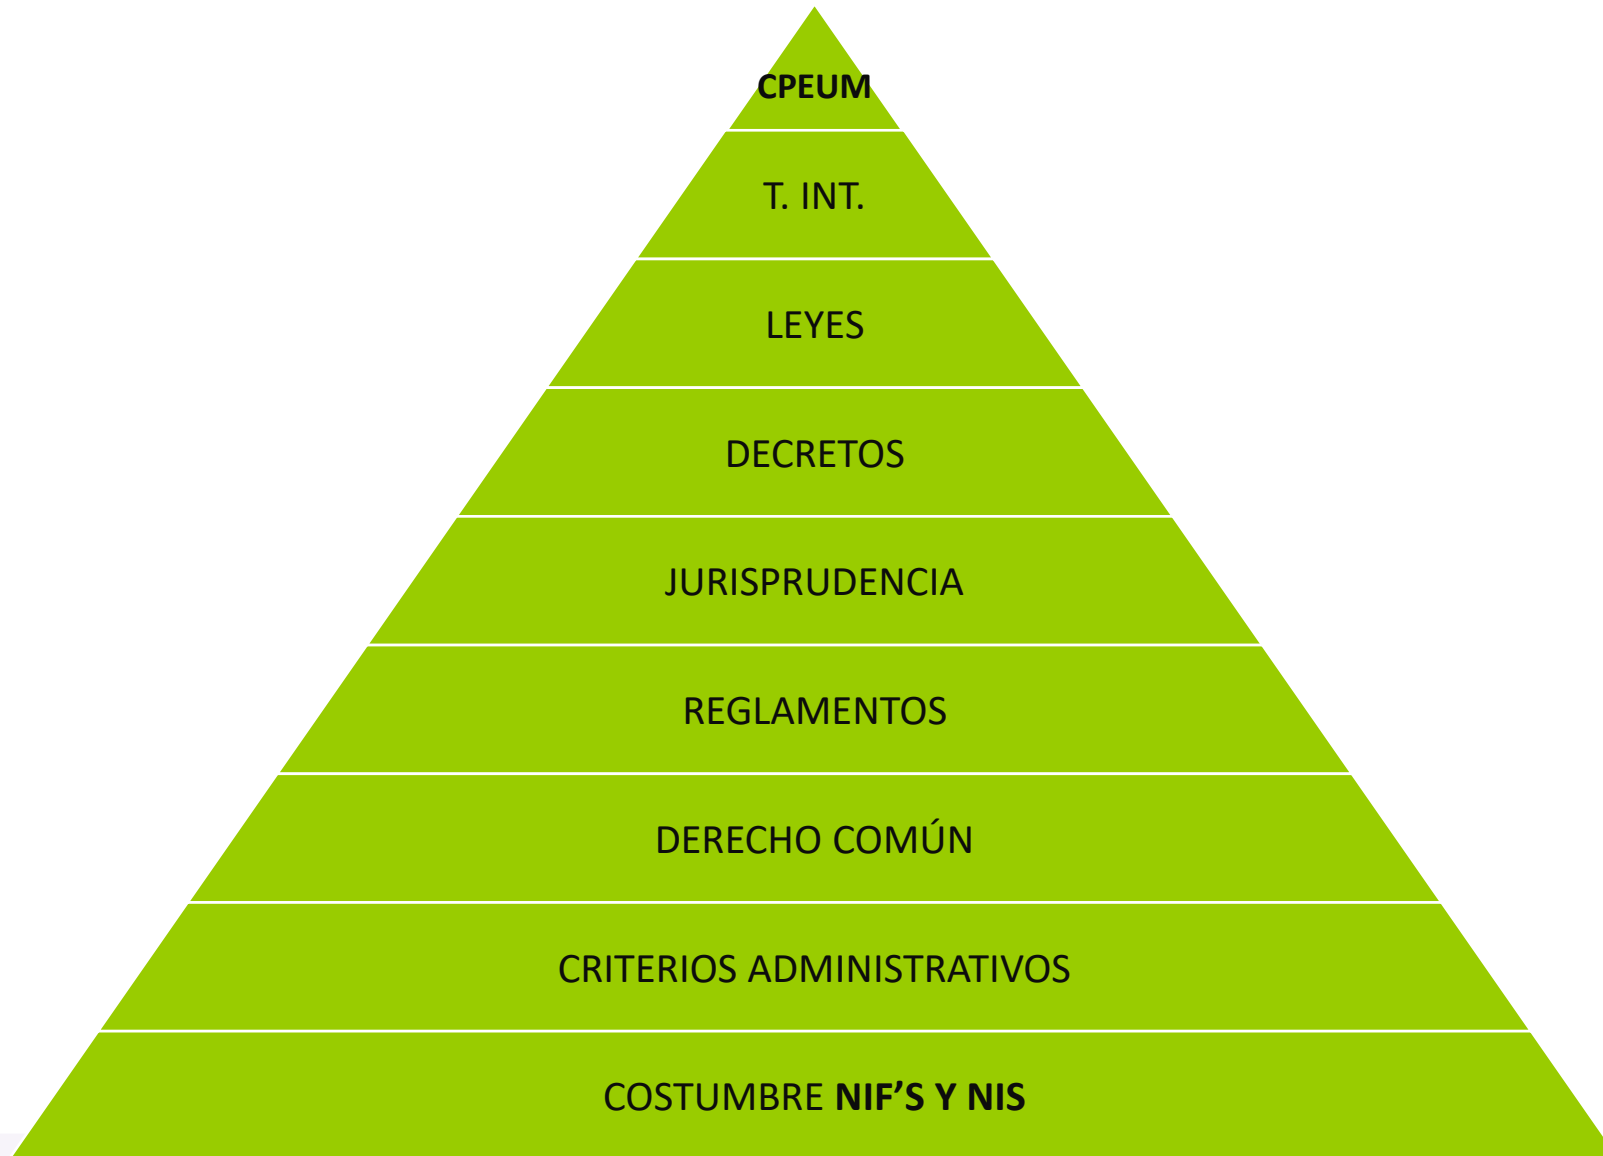 CPEUM
T. INT.
LEYES
DECRETOS
JURISPRUDENCIA
REGLAMENTOS
DERECHO COMÚN
CRITERIOS ADMINISTRATIVOS
COSTUMBRE NIF’S Y NIS